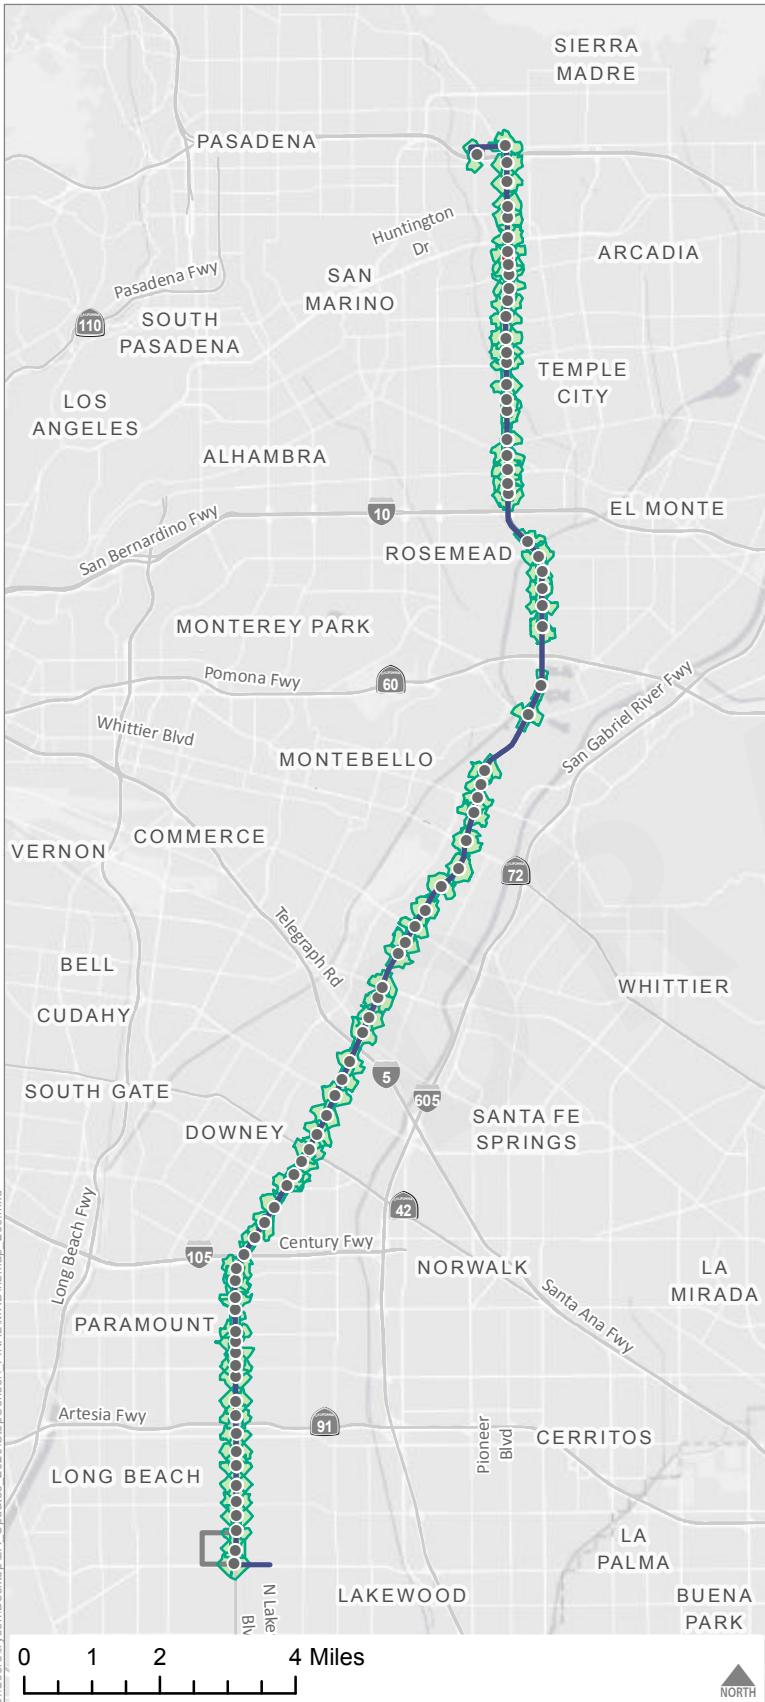 SIERRA
MADRE
PASADENA
Huntington
Dr
ARCADIA
Pasadena Fwy
SAN
MARINO
CALIFORNIA
110
SOUTH
PASADENA
TEMPLE
CITY
LOS
ANGELES
ALHAMBRA
10
EL MONTE
San Bernardino Fwy
ROSEMEAD
MONTEREY PARK
Pomona Fwy
60
San Gabriel River Fwy
Whittier Blvd
MONTEBELLO
COMMERCE
VERNON
72
Telegraph Rd
BELL
WHITTIER
CUDAHY
5
SOUTH GATE
605
SANTA FE
SPRINGS
DOWNEY
42
Long Beach Fwy
Century Fwy
105
NORWALK
LA
MIRADA
Santa Ana Fwy
PARAMOUNT
Artesia Fwy
91
Pioneer
Blvd
CERRITOS
LONG BEACH
LA
PALMA
N Lake
Blv
LAKEWOOD
BUENA
PARK
0 1 2 4 Miles
NORTH